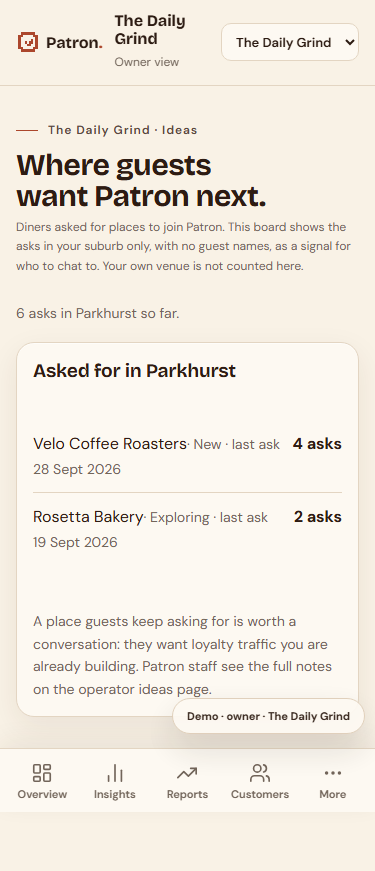 Patron.
The Daily
Grind
Owner view
The Daily Grind
The Daily Grind · Ideas
Where guests
want Patron next.
Diners asked for places to join Patron. This board shows the
asks in your suburb only, with no guest names, as a signal for
who to chat to. Your own venue is not counted here.
6 asks in Parkhurst so far.
Asked for in Parkhurst
Velo Coffee Roasters· New · last ask 4 asks
28 Sept 2026
Rosetta Bakery· Exploring · last ask 2 asks
19 Sept 2026
A place guests keep asking for is worth a
conversation: they want loyalty traffic you are
already building. Patron staff see the full notes
on the operator ideas page.
Demo · owner · The Daily Grind
Overview Insights Reports Customers More